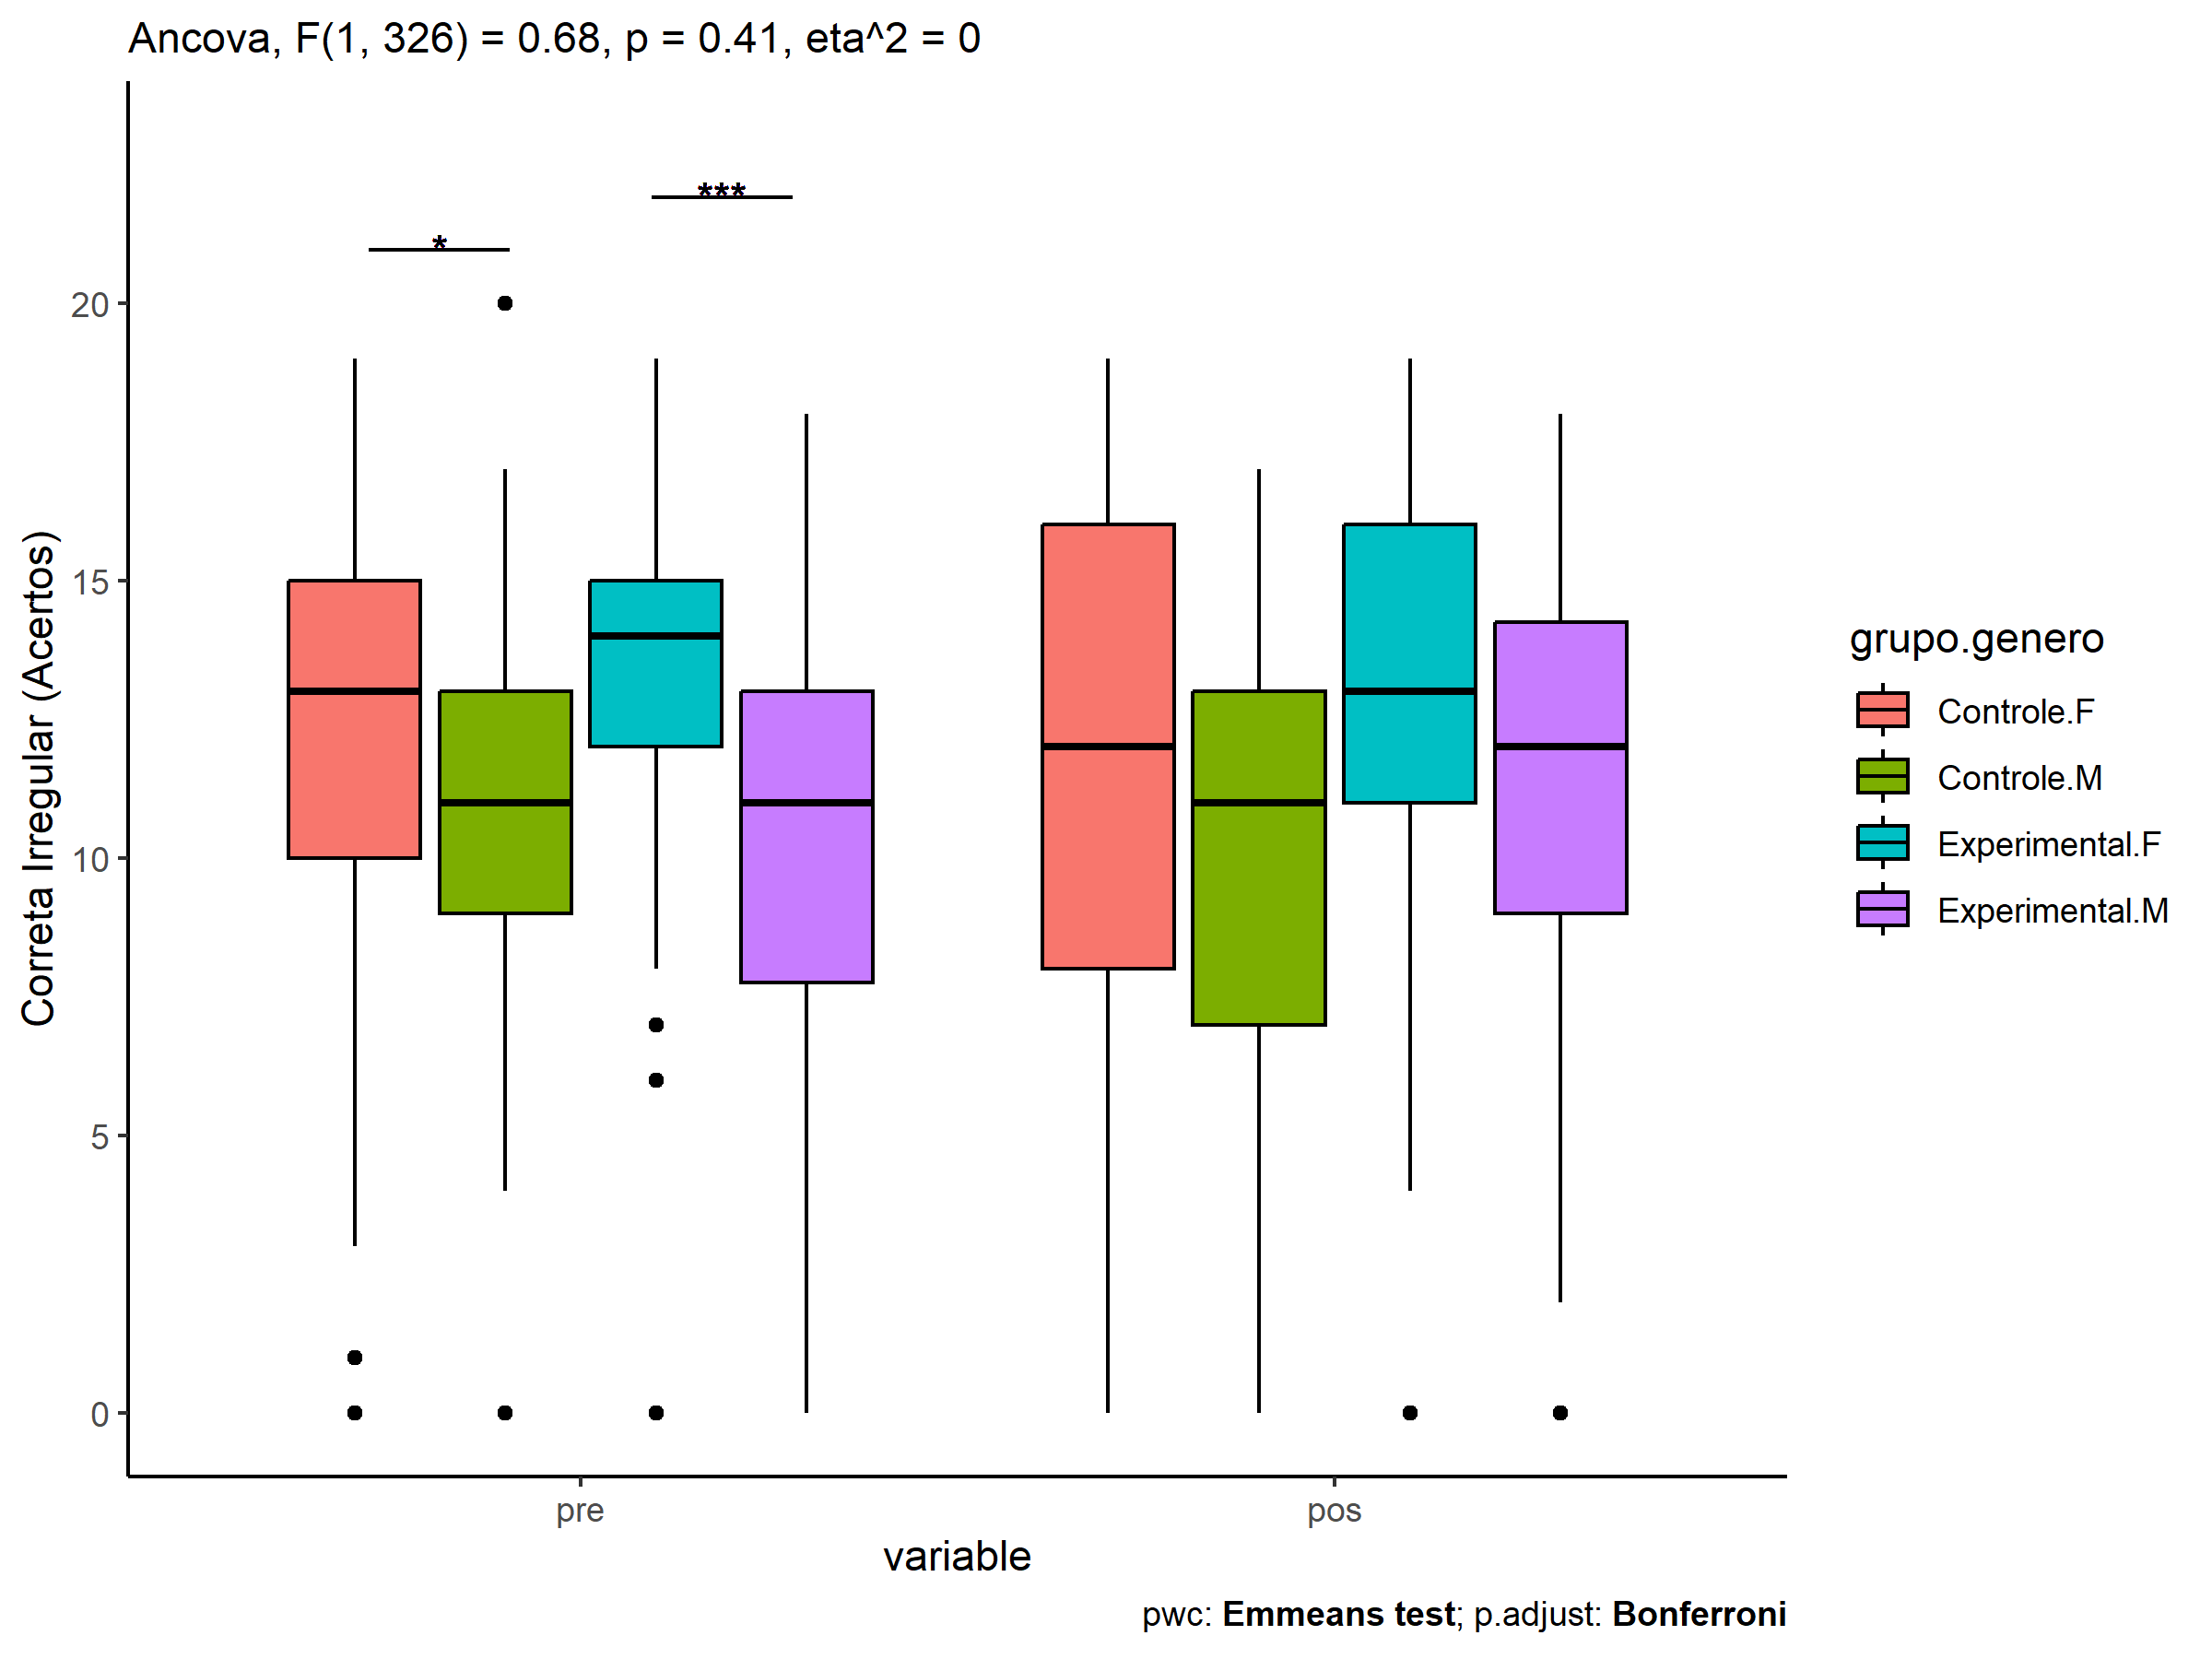 Ancova, F(1, 326) = 0.68, p = 0.41, eta^2 = 0
***
*
20
15
10
5
0
Correta Irregular (Acertos)
pre
pos
variable
grupo.genero
Controle.F
Controle.M
Experimental.F
Experimental.M
pwc: Emmeans test; p.adjust: Bonferroni